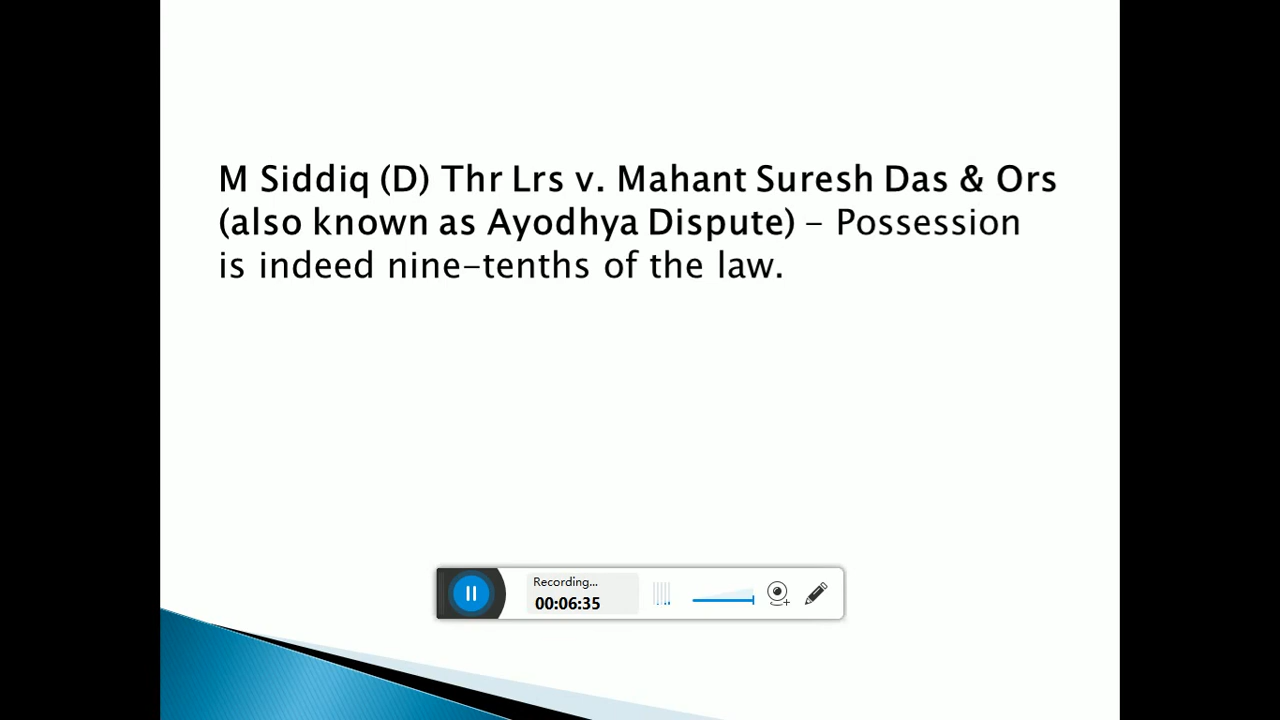 M Siddiq (D) Thr Lrs v. Mahant Suresh Das & Ors
(also known as Ayodhya Dispute) – Possession
is indeed nine-tenths of the law.
Recording...
00:06:35